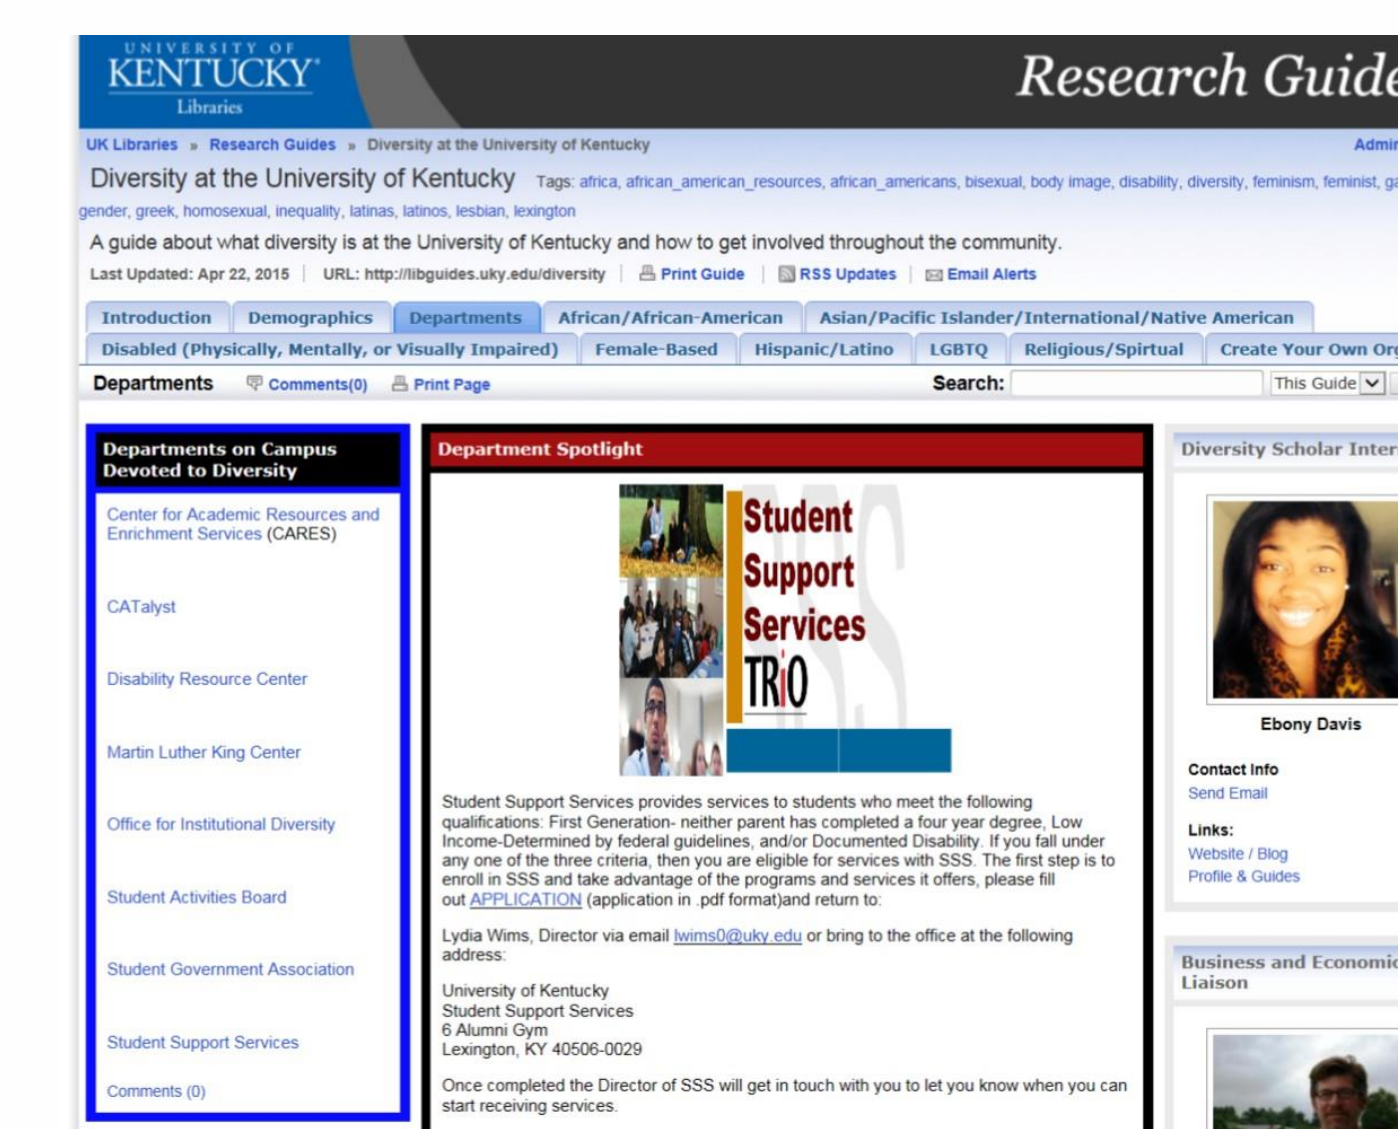 UNIVERSITY OF
KENTUCKY
Libraries
Research Guide
UK Libraries » Research Guides » Diversity at the University of Kentucky
Admin
Diversity at the University of Kentucky Tags: africa, african_american_resources, african_americans, bisexual, body image, disability, diversity, feminism, feminist, ga
gender, greek, homosexual, inequality, latinas, latinos, lesbian, lexington
A guide about what diversity is at the University of Kentucky and how to get involved throughout the community.
Last Updated: Apr 22, 2015 | URL: http://libguides.uky.edu/diversity | Print Guide | RSS Updates | Email Alerts
Introduction Demographics Departments African/African-American Asian/Pacific Islander/International/Native American
Disabled (Physically, Mentally, or Visually Impaired) Female-Based Hispanic/Latino LGBTQ Religious/Spirtual Create Your Own Org
Departments Comments(0) Print Page Search: This Guide
Departments on Campus
Devoted to Diversity
Center for Academic Resources and
Enrichment Services (CARES)
CATalyst
Disability Resource Center
Martin Luther King Center
Office for Institutional Diversity
Student Activities Board
Student Government Association
Student Support Services
Comments (0)
Department Spotlight
SSS
Student
Support
Services
TRiO
Student Support Services provides services to students who meet the following
qualifications: First Generation- neither parent has completed a four year degree, Low
Income-Determined by federal guidelines, and/or Documented Disability. If you fall under
any one of the three criteria, then you are eligible for services with SSS. The first step is to
enroll in SSS and take advantage of the programs and services it offers, please fill
out APPLICATION (application in .pdf format)and return to:
Lydia Wims, Director via email lwims0@uky.edu or bring to the office at the following
address:
University of Kentucky
Student Support Services
6 Alumni Gym
Lexington, KY 40506-0029
Once completed the Director of SSS will get in touch with you to let you know when you can
start receiving services.
Diversity Scholar Inter
Ebony Davis
Contact Info
Send Email
Links:
Website / Blog
Profile & Guides
Business and Economic
Liaison